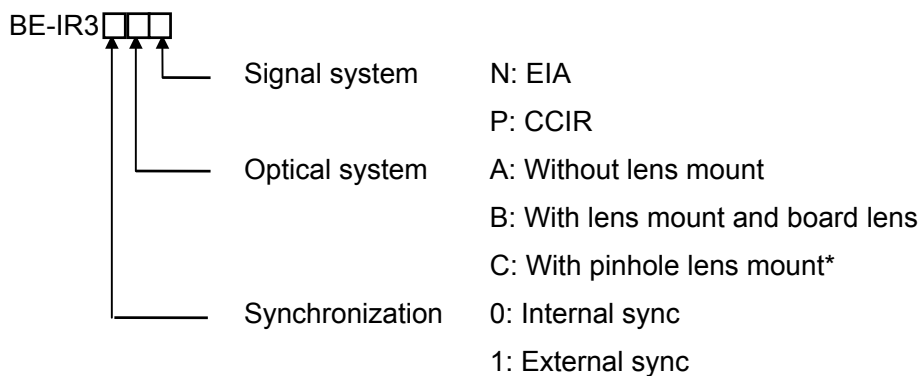 BE-IR3□□□
Signal system N: EIA
P: CCIR
Optical system A: Without lens mount
B: With lens mount and board lens
C: With pinhole lens mount*
Synchronization 0: Internal sync
1: External sync